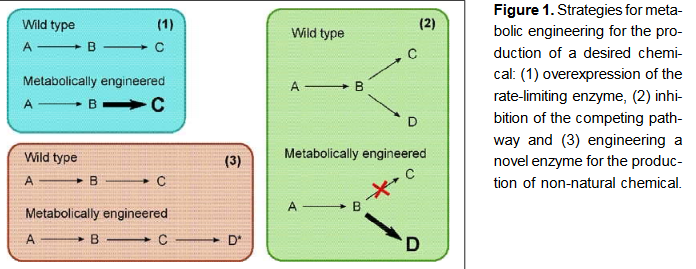 Wild type (1)
A B C
Metabolically engineered
A B C
(2)
Wild type
C
A B
D
Metabolically engineered
C
A B
D
Wild type (3)
A B C
Metabolically engineered
A B C D*
Figure 1. Strategies for meta-
bolic engineering for the pro-
duction of a desired chemi-
cal: (1) overexpression of the
rate-limiting enzyme, (2) inhi-
bition of the competing path-
way and (3) engineering a
novel enzyme for the produc-
tion of non-natural chemical.